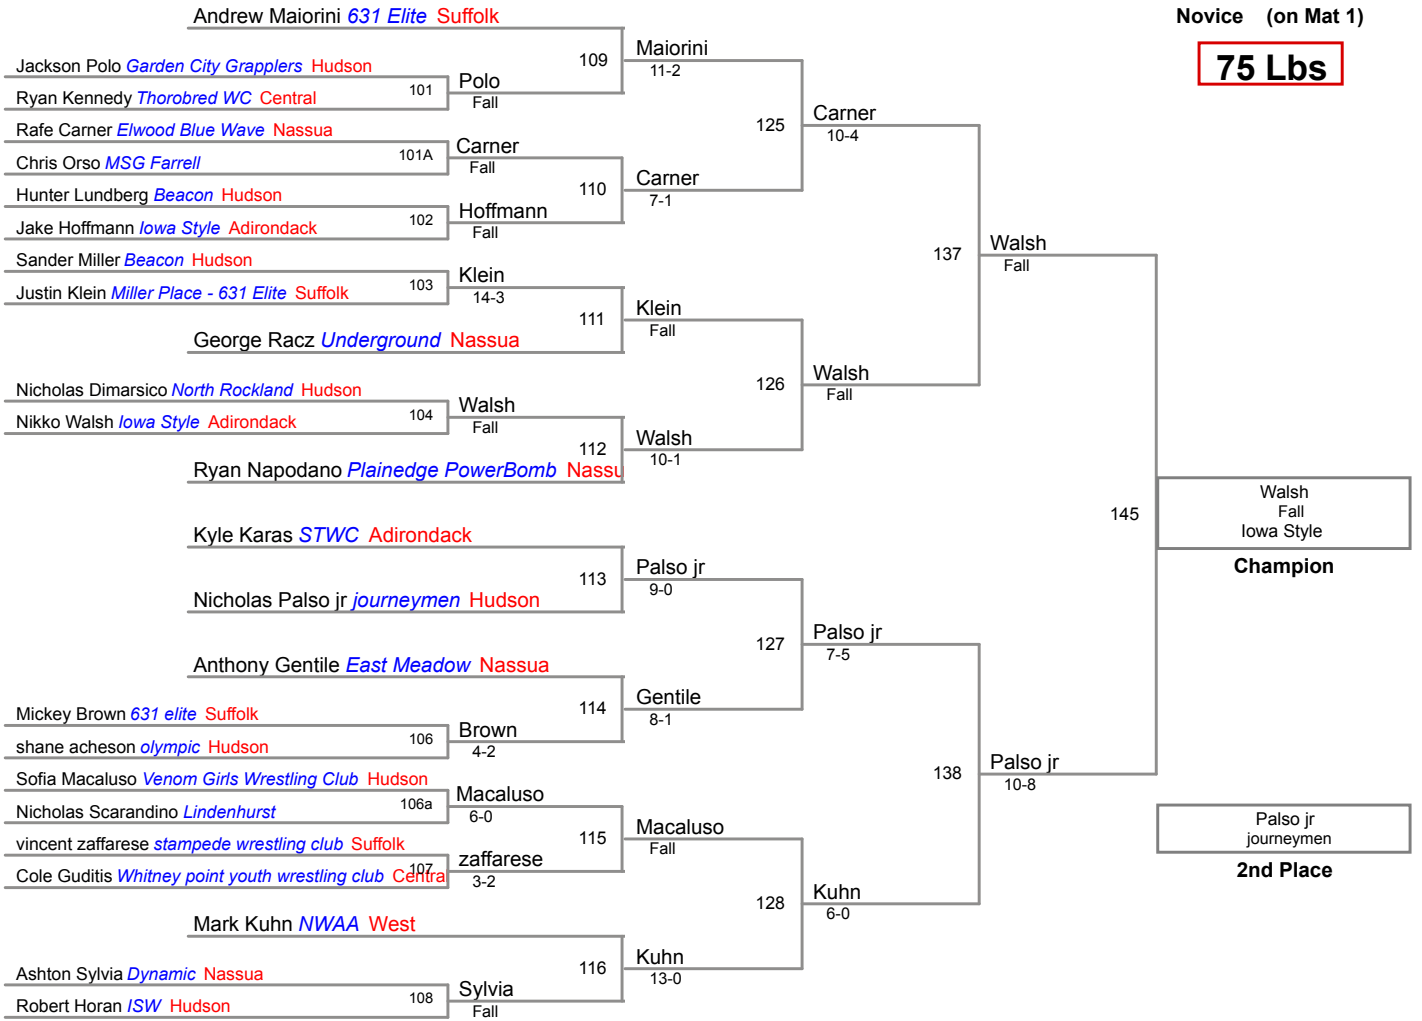 Andrew Maiorini 631 Elite Suffolk
Novice (on Mat 1)
75 Lbs
109
Maiorini
11-2
Jackson Polo Garden City Grapplers Hudson
101
Polo
Fall
Ryan Kennedy Thorobred WC Central
125
Carner
10-4
Rafe Carner Elwood Blue Wave Nassua
101A
Carner
Fall
Chris Orso MSG Farrell
110
Carner
7-1
Hunter Lundberg Beacon Hudson
102
Hoffmann
Fall
Jake Hoffmann Iowa Style Adirondack
137
Walsh
Fall
Sander Miller Beacon Hudson
103
Klein
14-3
Justin Klein Miller Place - 631 Elite Suffolk
111
Klein
Fall
George Racz Underground Nassua
126
Walsh
Fall
Nicholas Dimarsico North Rockland Hudson
104
Walsh
Fall
Nikko Walsh Iowa Style Adirondack
112
Walsh
10-1
Ryan Napodano Plainedge PowerBomb Nassu
145
Walsh
Fall
Iowa Style
Champion
Kyle Karas STWC Adirondack
113
Palso jr
9-0
Nicholas Palso jr journeymen Hudson
127
Palso jr
7-5
Anthony Gentile East Meadow Nassua
114
Gentile
8-1
Mickey Brown 631 elite Suffolk
106
Brown
4-2
shane acheson olympic Hudson
138
Palso jr
10-8
Sofia Macaluso Venom Girls Wrestling Club Hudson
106a
Macaluso
6-0
Nicholas Scarandino Lindenhurst
115
Macaluso
Fall
vincent zaffarese stampede wrestling club Suffolk
107
zaffarese
3-2
Cole Guditis Whitney point youth wrestling club Centra
Palso jr
journeymen
2nd Place
128
Kuhn
6-0
Mark Kuhn NWAA West
116
Kuhn
13-0
Ashton Sylvia Dynamic Nassua
108
Sylvia
Fall
Robert Horan ISW Hudson